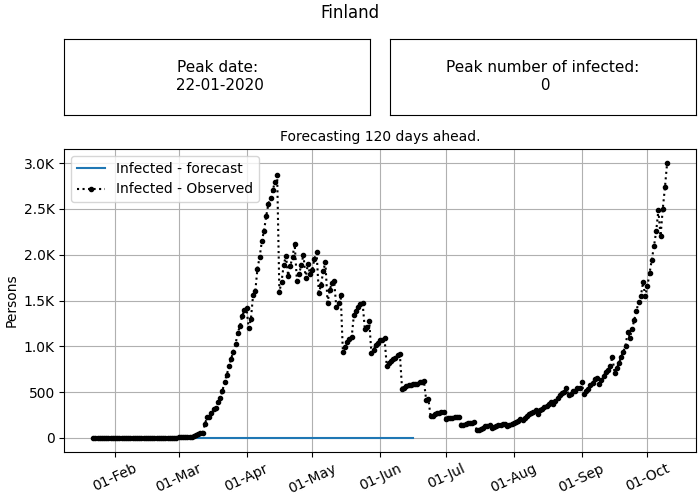 Finland
Peak date:
22-01-2020
Peak number of infected:
0
Forecasting 120 days ahead.
Infected - forecast
Infected - Observed
3.0K
2.5K
2.0K
1.5K
1.0K
500
0
Persons
01-Feb
01-Mar
01-Apr
01-May
01-Jun
01-Jul
01-Aug
01-Sep
01-Oct